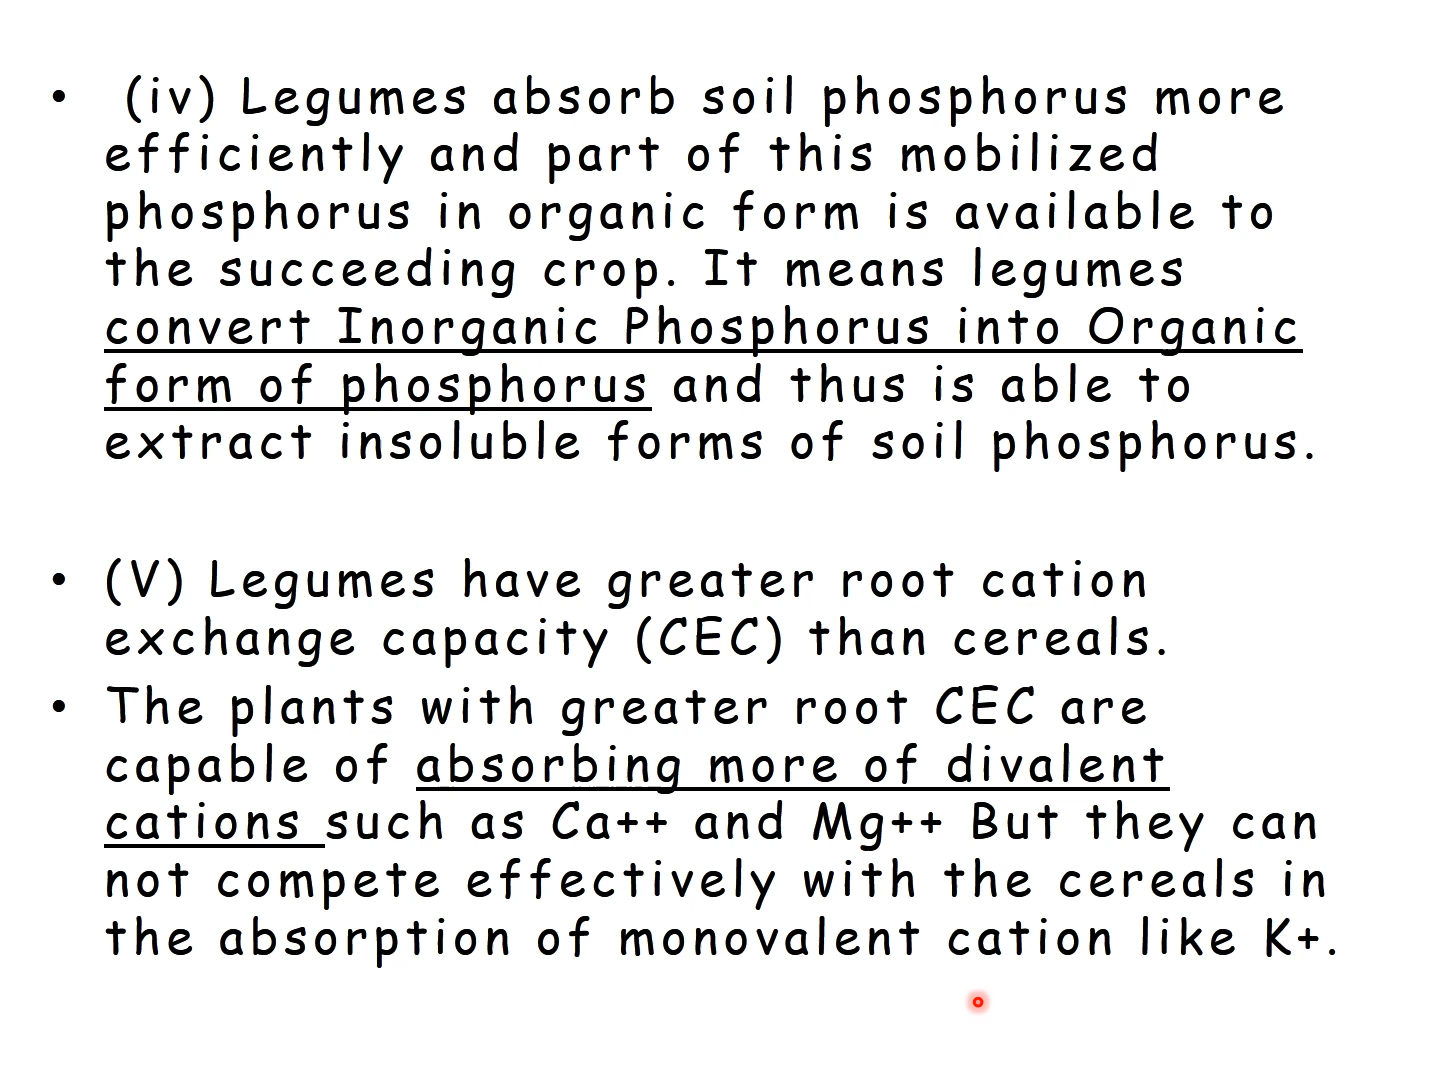 • (iv) Legumes absorb soil phosphorus more
efficiently and part of this mobilized
phosphorus in organic form is available to
the succeeding crop. It means legumes
convert Inorganic Phosphorus into Organic
form of phosphorus and thus is able to
extract insoluble forms of soil phosphorus.
• (V) Legumes have greater root cation
exchange capacity (CEC) than cereals.
• The plants with greater root CEC are
capable of absorbing more of divalent
cations such as Ca++ and Mg++ But they can
not compete effectively with the cereals in
the absorption of monovalent cation like K+.